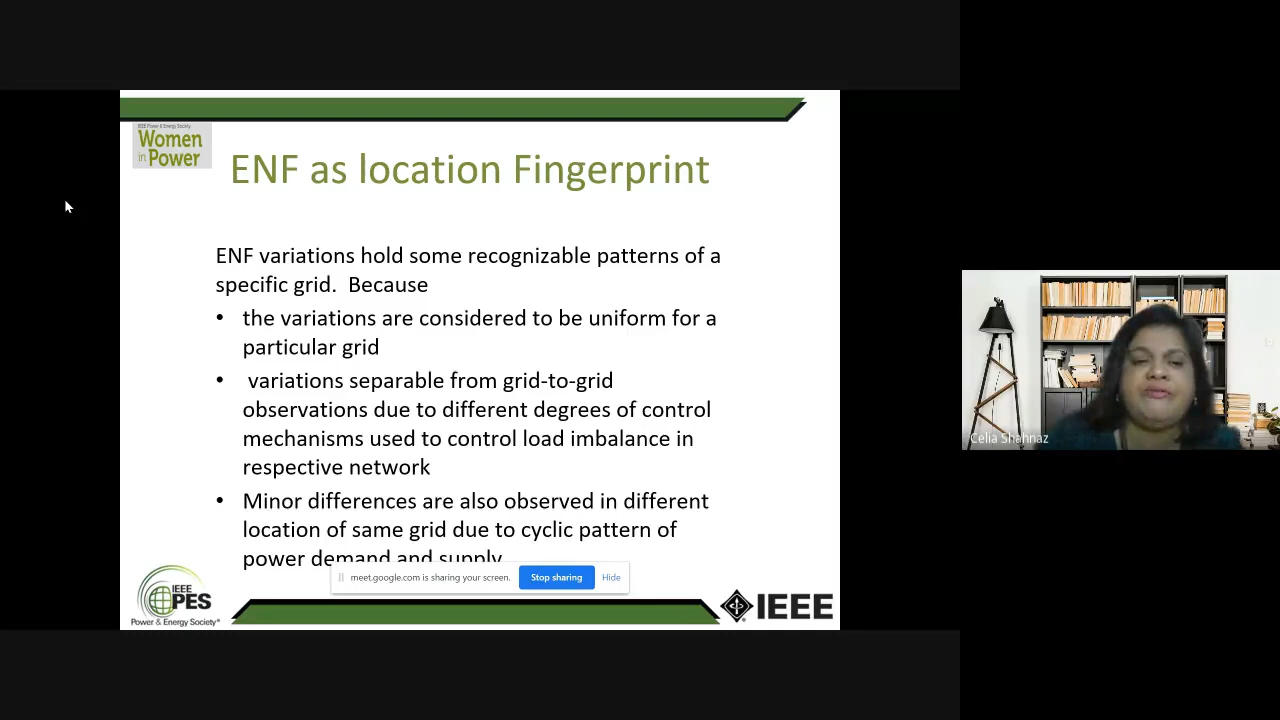 IEEE Power & Energy Society
Women
in Power
ENF as location Fingerprint
ENF variations hold some recognizable patterns of a
specific grid.  Because
• the variations are considered to be uniform for a
particular grid
•  variations separable from grid-to-grid
observations due to different degrees of control
mechanisms used to control load imbalance in
respective network
• Minor differences are also observed in different
location of same grid due to cyclic pattern of
power demand and supply
meet.google.com is sharing your screen. Stop sharing Hide
IEEE
PES
Power & Energy Society®
IEEE
Celia Shahnaz